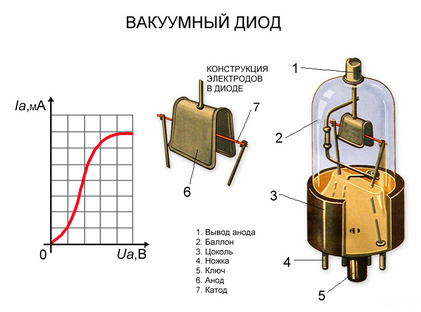 ВАКУУМНЫЙ ДИОД
КОНСТРУКЦИЯ
ЭЛЕКТРОДОВ
В ДИОДЕ
Ia,мА
0
Ua,В
7
6
1
2
3
4
5
1. Вывод анода
2. Баллон
3. Цоколь
4. Ножка
5. Ключ
6. Анод
7. Катод